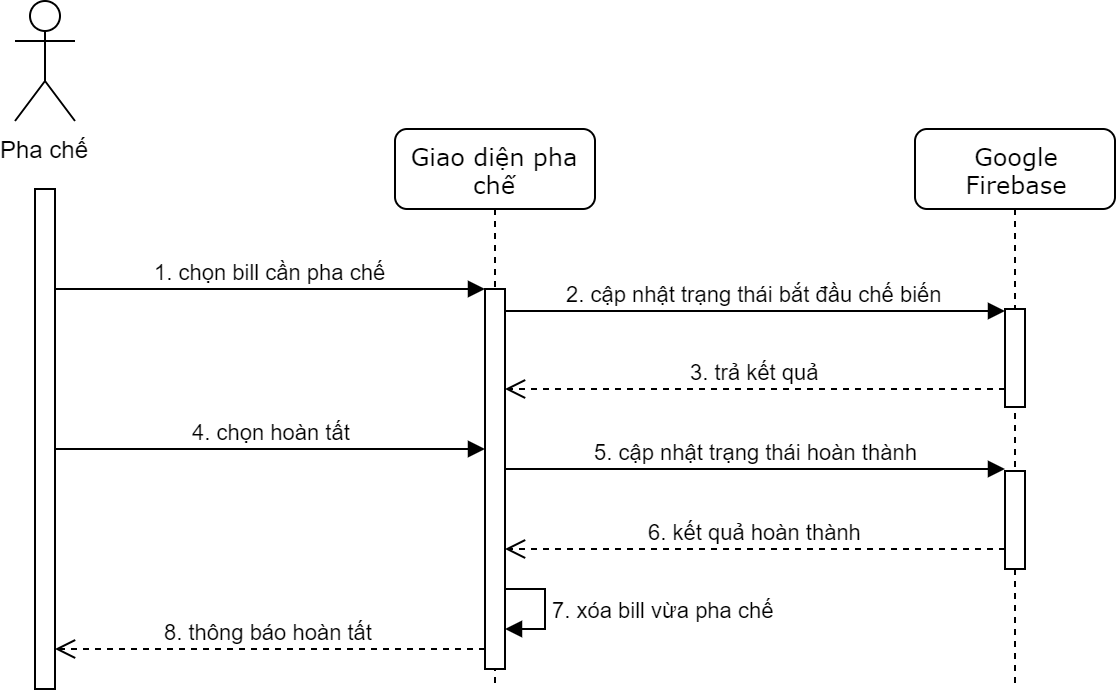 Pha chế
Giao diện pha
chế
Google
Firebase
1. chọn bill cần pha chế
2. cập nhật trạng thái bắt đầu chế biến
3. trả kết quả
4. chọn hoàn tất
5. cập nhật trạng thái hoàn thành
6. kết quả hoàn thành
7. xóa bill vừa pha chế
8. thông báo hoàn tất